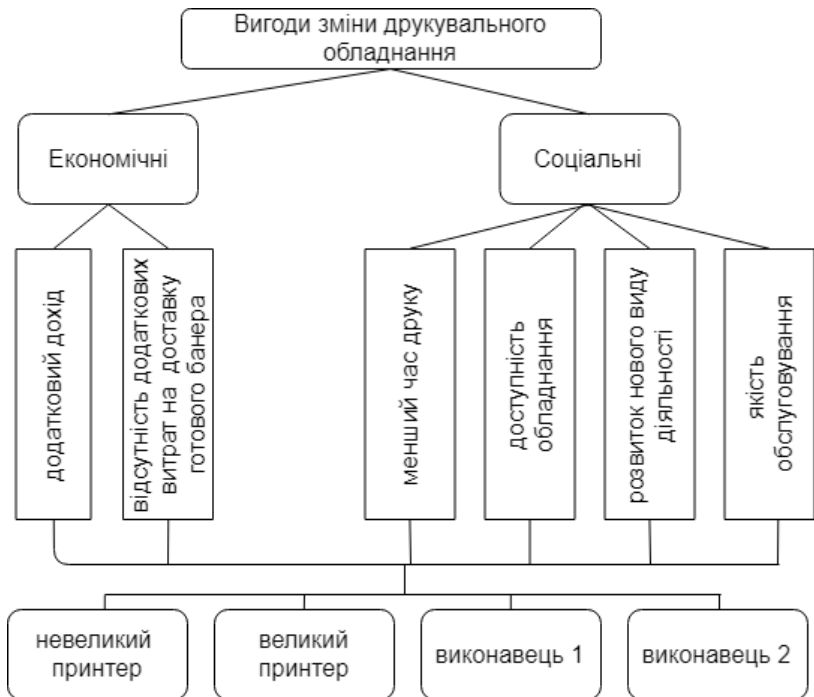 Вигоди зміни друкувального
обладнання
Економічні
Соціальні
додатковий дохід
відсутність додаткових
витрат на доставку
готового банера
менший час друку
доступність
обладнання
розвиток нового виду
діяльності
якість
обслуговування
невеликий
принтер
великий
принтер
виконавець 1
виконавець 2